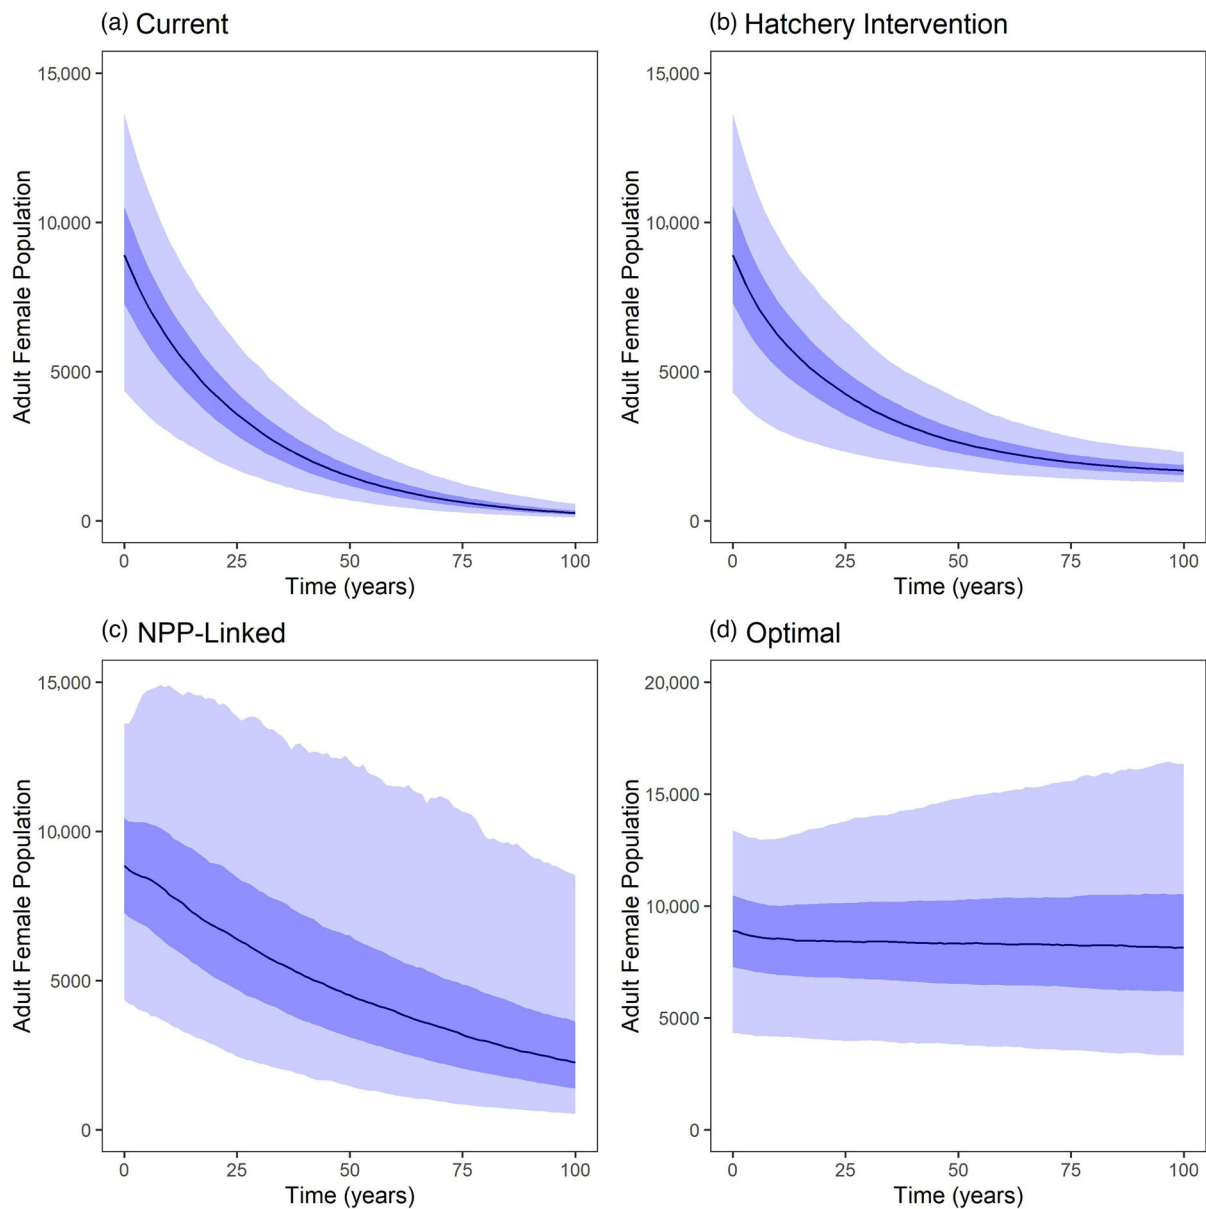 (a) Current
15,000
10,000
5000
0
Adult Female Population
0 25 50 75 100
Time (years)
(b) Hatchery Intervention
15,000
10,000
5000
0
Adult Female Population
0 25 50 75 100
Time (years)
(c) NPP-Linked
15,000
10,000
5000
0
Adult Female Population
0 25 50 75 100
Time (years)
(d) Optimal
20,000
15,000
10,000
5000
0
Adult Female Population
0 25 50 75 100
Time (years)